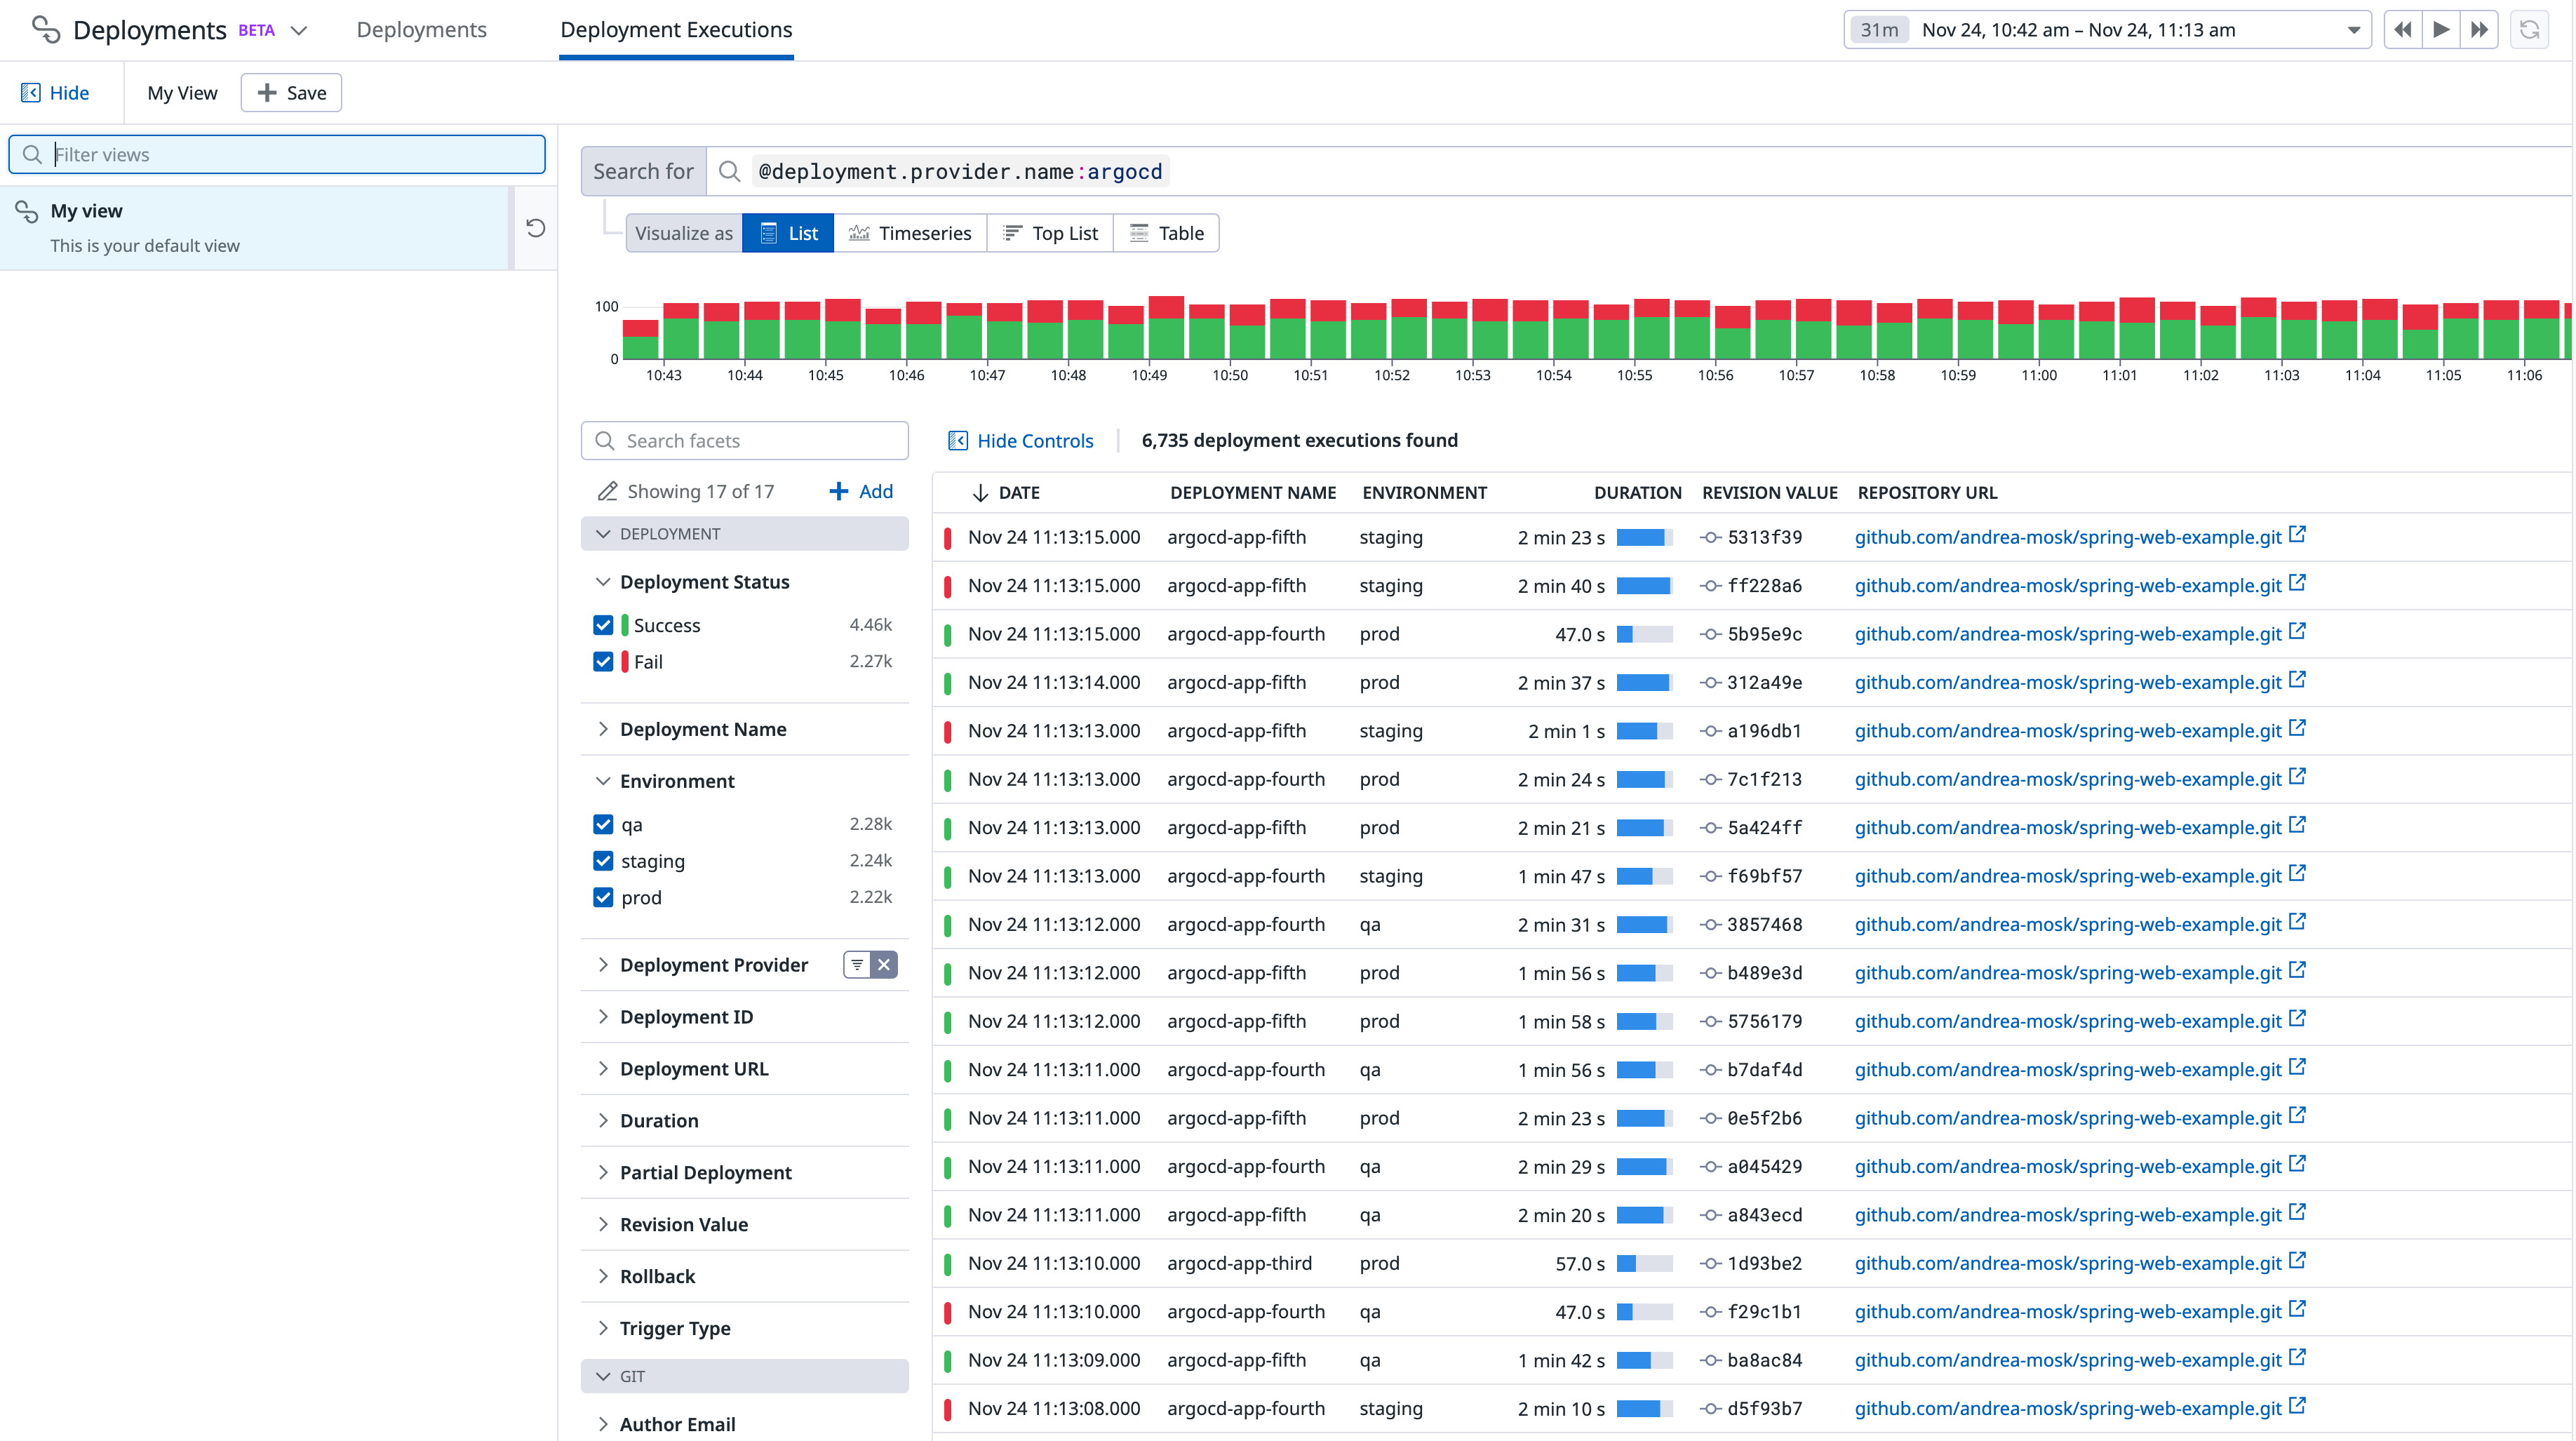 Deployments BETA Deployments Deployment Executions 31m Nov 24, 10:42 am – Nov 24, 11:13 am
Hide My View Save
Filter views
My view
This is your default view
Search for @deployment.provider.name:argocd
Visualize as List Timeseries Top List Table
100
0
10:43 10:44 10:45 10:46 10:47 10:48 10:49 10:50 10:51 10:52 10:53 10:54 10:55 10:56 10:57 10:58 10:59 11:00 11:01 11:02 11:03 11:04 11:05 11:06
Search facets
Showing 17 of 17 Add
DEPLOYMENT
Deployment Status
Success 4.46k
Fail 2.27k
Deployment Name
Environment
qa 2.28k
staging 2.24k
prod 2.22k
Deployment Provider
Deployment ID
Deployment URL
Duration
Partial Deployment
Revision Value
Rollback
Trigger Type
GIT
Author Email
Hide Controls 6,735 deployment executions found
DATE DEPLOYMENT NAME ENVIRONMENT DURATION REVISION VALUE REPOSITORY URL
Nov 24 11:13:15.000 argocd-app-fifth staging 2 min 23 s 5313f39 github.com/andrea-mosk/spring-web-example.git
Nov 24 11:13:15.000 argocd-app-fifth staging 2 min 40 s ff228a6 github.com/andrea-mosk/spring-web-example.git
Nov 24 11:13:15.000 argocd-app-fourth prod 47.0 s 5b95e9c github.com/andrea-mosk/spring-web-example.git
Nov 24 11:13:14.000 argocd-app-fifth prod 2 min 37 s 312a49e github.com/andrea-mosk/spring-web-example.git
Nov 24 11:13:13.000 argocd-app-fifth staging 2 min 1 s a196db1 github.com/andrea-mosk/spring-web-example.git
Nov 24 11:13:13.000 argocd-app-fourth prod 2 min 24 s 7c1f213 github.com/andrea-mosk/spring-web-example.git
Nov 24 11:13:13.000 argocd-app-fifth prod 2 min 21 s 5a424ff github.com/andrea-mosk/spring-web-example.git
Nov 24 11:13:13.000 argocd-app-fourth staging 1 min 47 s f69bf57 github.com/andrea-mosk/spring-web-example.git
Nov 24 11:13:12.000 argocd-app-fourth qa 2 min 31 s 3857468 github.com/andrea-mosk/spring-web-example.git
Nov 24 11:13:12.000 argocd-app-fifth prod 1 min 56 s b489e3d github.com/andrea-mosk/spring-web-example.git
Nov 24 11:13:12.000 argocd-app-fifth prod 1 min 58 s 5756179 github.com/andrea-mosk/spring-web-example.git
Nov 24 11:13:11.000 argocd-app-fourth qa 1 min 56 s b7daf4d github.com/andrea-mosk/spring-web-example.git
Nov 24 11:13:11.000 argocd-app-fifth prod 2 min 23 s 0e5f2b6 github.com/andrea-mosk/spring-web-example.git
Nov 24 11:13:11.000 argocd-app-fourth qa 2 min 29 s a045429 github.com/andrea-mosk/spring-web-example.git
Nov 24 11:13:11.000 argocd-app-fifth qa 2 min 20 s a843ecd github.com/andrea-mosk/spring-web-example.git
Nov 24 11:13:10.000 argocd-app-third prod 57.0 s 1d93be2 github.com/andrea-mosk/spring-web-example.git
Nov 24 11:13:10.000 argocd-app-fourth qa 47.0 s f29c1b1 github.com/andrea-mosk/spring-web-example.git
Nov 24 11:13:09.000 argocd-app-fifth qa 1 min 42 s ba8ac84 github.com/andrea-mosk/spring-web-example.git
Nov 24 11:13:08.000 argocd-app-fourth staging 2 min 10 s d5f93b7 github.com/andrea-mosk/spring-web-example.git